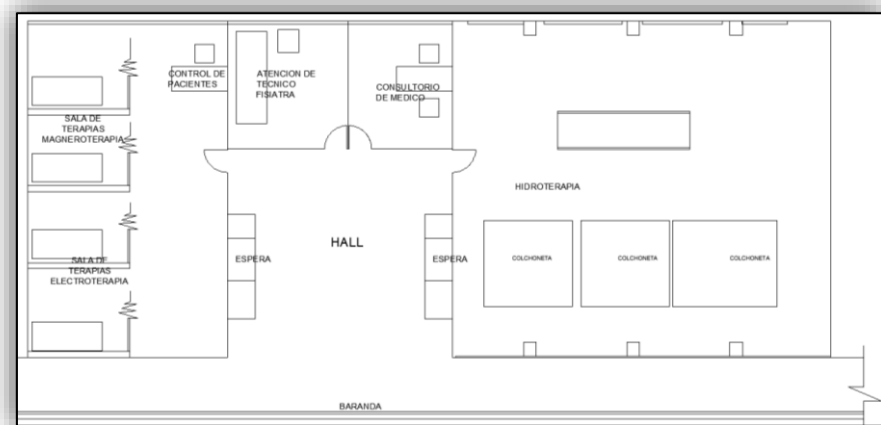 CONTROL DE
PACIENTES
ATENCION DE
TECNICO
FISIATRA
CONSULTORIO
DE MEDICO
SALA DE
TERAPIAS
MAGNEROTERAPIA
HIDROTERAPIA
HALL
ESPERA
ESPERA
COLCHONETA
COLCHONETA
COLCHONETA
SALA DE
TERAPIAS
ELECTROTERAPIA
BARANDA